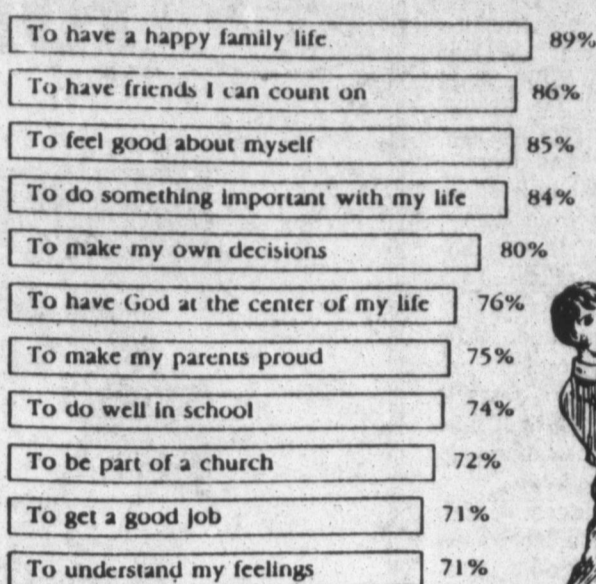 To have a happy family life 89%
To have friends I can count on 86%
To feel good about myself 85%
To do something important with my life 84%
To make my own decisions 80%
To have God at the center of my life 76%
To make my parents proud 75%
To do well in school 74%
To be part of a church 72%
To get a good job 71%
To understand my feelings 71%